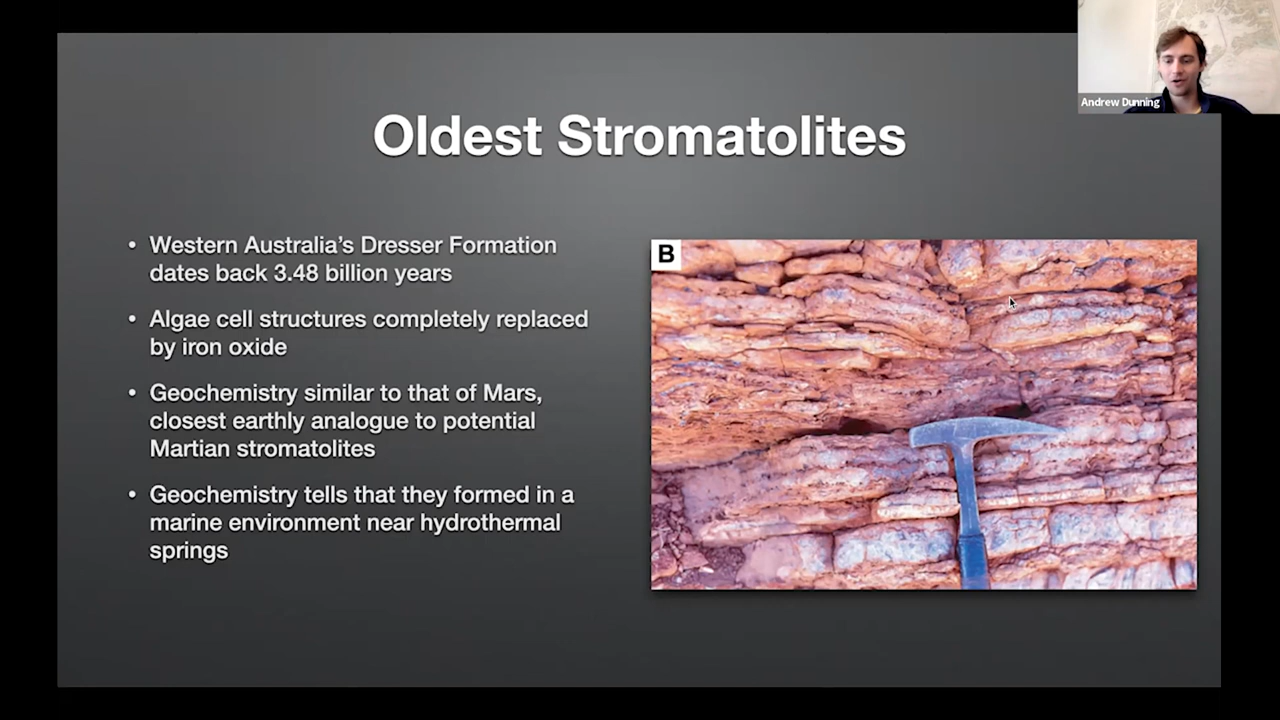 Andrew Dunning
Oldest Stromatolites
• Western Australia’s Dresser Formation
dates back 3.48 billion years
• Algae cell structures completely replaced
by iron oxide
• Geochemistry similar to that of Mars,
closest earthly analogue to potential
Martian stromatolites
• Geochemistry tells that they formed in a
marine environment near hydrothermal
springs
B